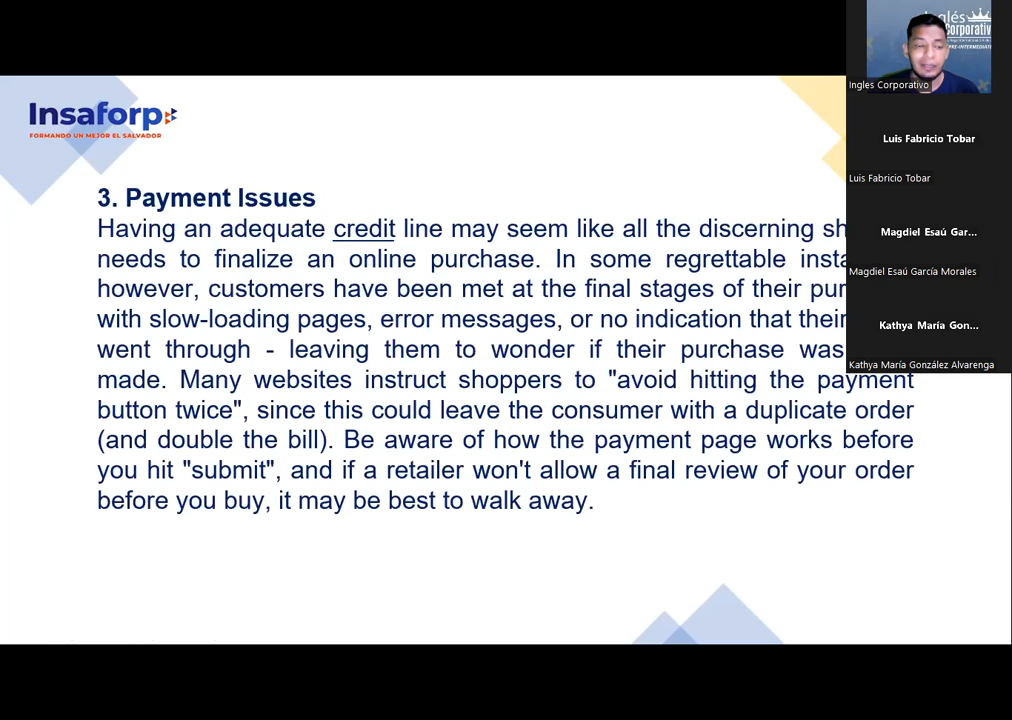 Insaforp
FORMANDO UN MEJOR EL SALVADOR
3. Payment Issues
Having an adequate credit line may seem like all the discerning
needs to finalize an online purchase. In some regrettable
however, customers have been met at the final stages of their
with slow-loading pages, error messages, or no indication that their
went through - leaving them to wonder if their purchase was
made. Many websites instruct shoppers to "avoid hitting the payment
button twice", since this could leave the consumer with a duplicate order
(and double the bill). Be aware of how the payment page works before
you hit "submit", and if a retailer won't allow a final review of your order
before you buy, it may be best to walk away.
Inglés
Corporativ
PRE-INTERMEDIATE
Ingles Corporativo
Luis Fabricio Tobar
Luis Fabricio Tobar
Magdiel Esaú Gar...
Magdiel Esaú García Morales
Kathya María Gon...
Kathya María González Alvarenga